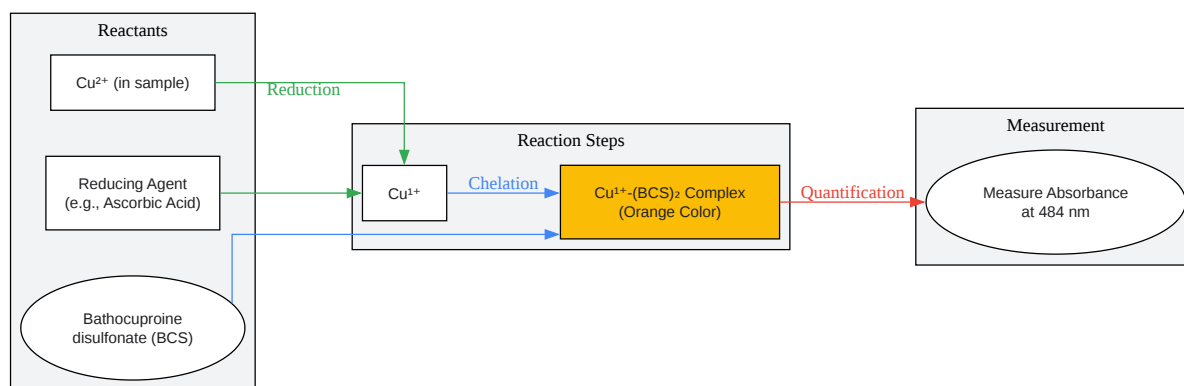 Reactants
Cu²⁺ (in sample)
Reduction
Reducing Agent
(e.g., Ascorbic Acid)
Bathocuproine
disulfonate (BCS)
Reaction Steps
Cu¹⁺
Chelation
Cu¹⁺-(BCS)₂ Complex
(Orange Color)
Quantification
Measurement
Measure Absorbance
at 484 nm